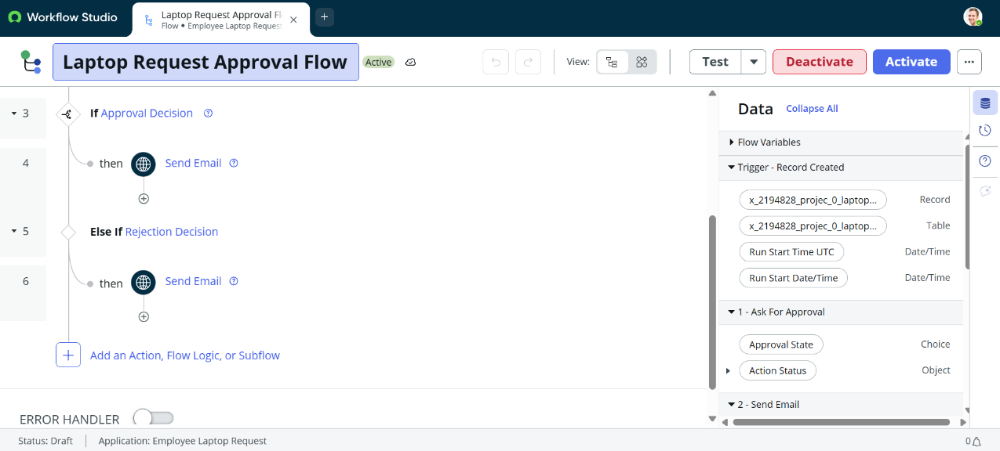 Workflow Studio
Laptop Request Approval Fl
Flow • Employee Laptop Request
Laptop Request Approval Flow
Active
View:
Test
Deactivate
Activate
3
If Approval Decision
4
then
Send Email
5
Else If Rejection Decision
6
then
Send Email
Add an Action, Flow Logic, or Subflow
ERROR HANDLER
Data
Collapse All
Flow Variables
Trigger - Record Created
x_2194828_projec_0_laptop...
Record
x_2194828_projec_0_laptop...
Table
Run Start Time UTC
Date/Time
Run Start Date/Time
Date/Time
1 - Ask For Approval
Approval State
Choice
Action Status
Object
2 - Send Email
Status: Draft
Application: Employee Laptop Request
0